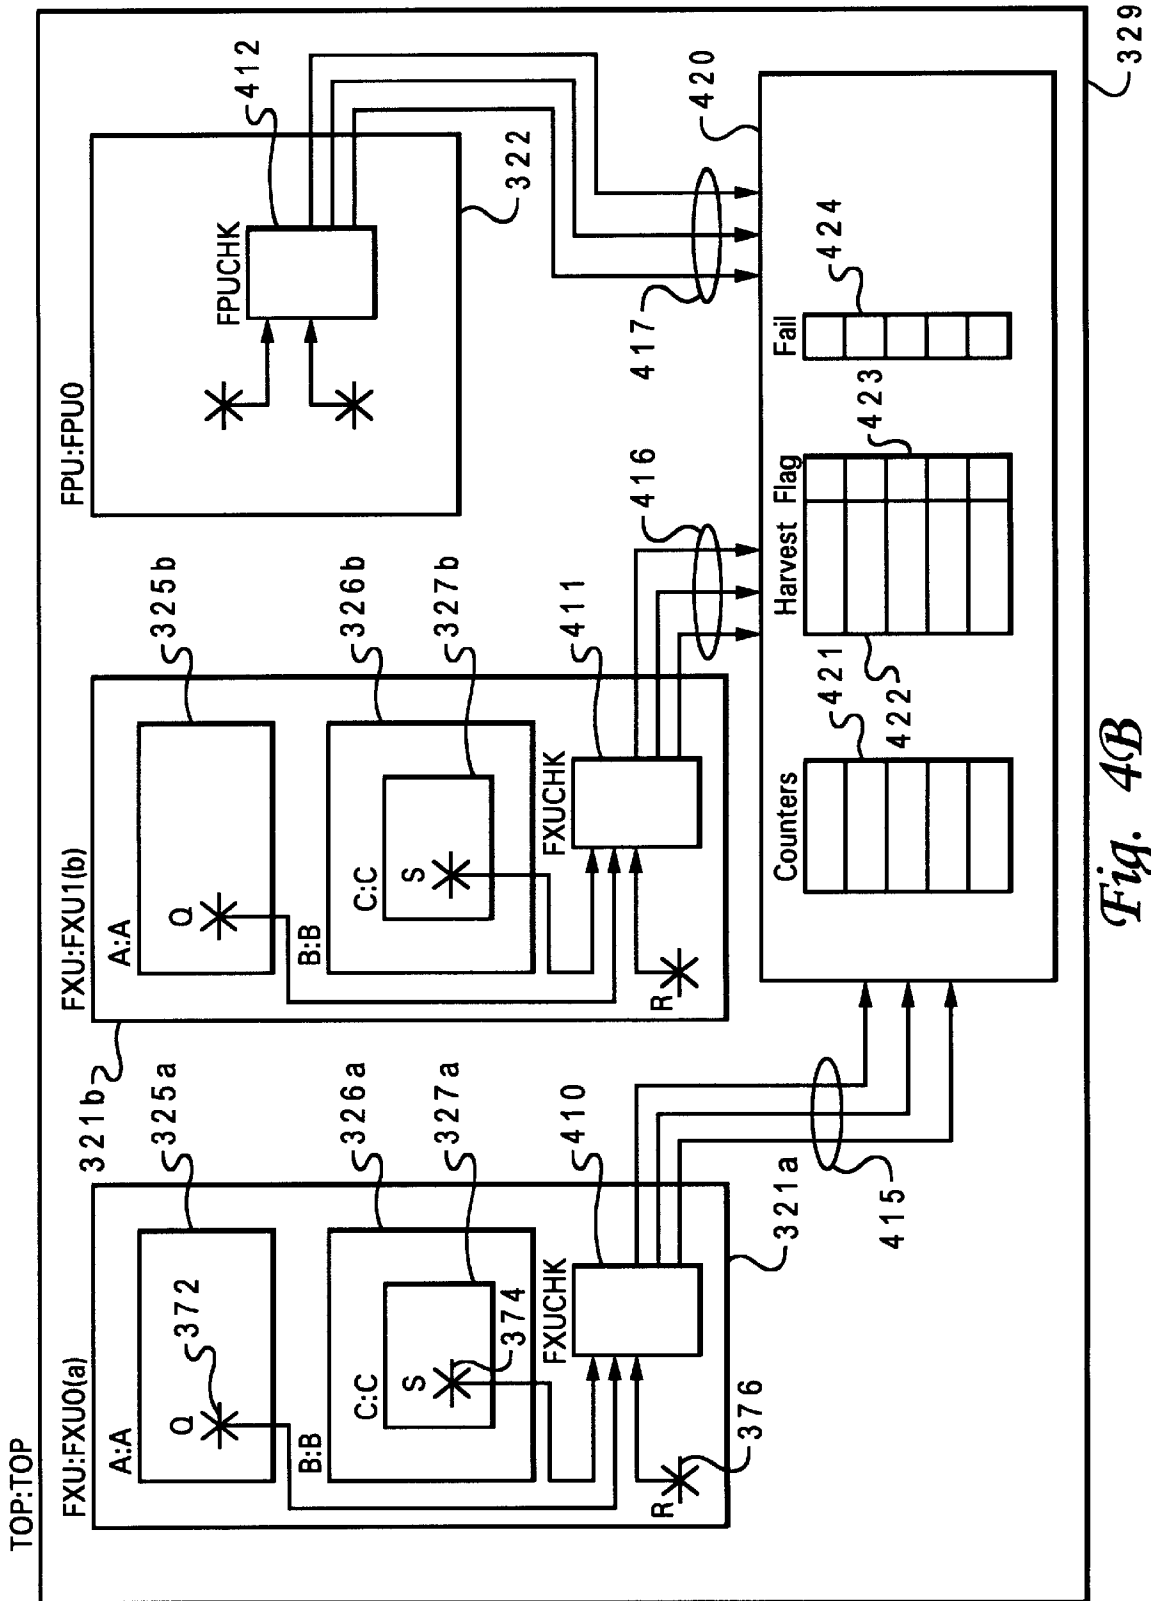 TOP:TOP
FXU:FXU0(a)
A:A
Q
372
325a
B:B
326a
C:C
S
374
327a
FXUCHK
410
R
376
321a
415
321b
FXU:FXU1(b)
A:A
Q
325b
B:B
326b
C:C
S
327b
FXUCHK
411
R
416
FPU:FPU0
FPUCHK
412
322
417
420
Counters
421
Harvest
Flag
422
423
Fail
424
329
Fig. 4B